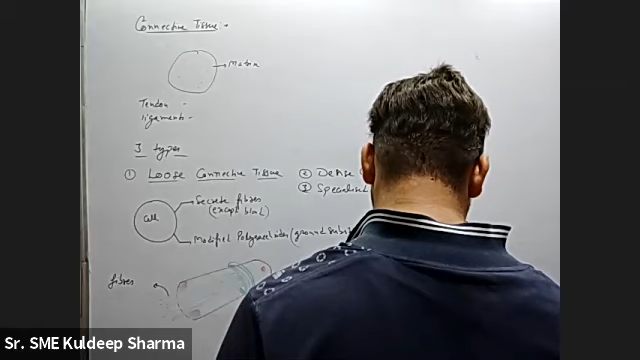 Connective Tissue :-
Matrix
Tendon :-
ligaments -
3 types
① Loose Connective Tissue ② Dense
③ Specialised
Cell
Secrete fibres
(except blood)
Modified Polysaccharides (ground subst
fibres
Sr. SME Kuldeep Sharma